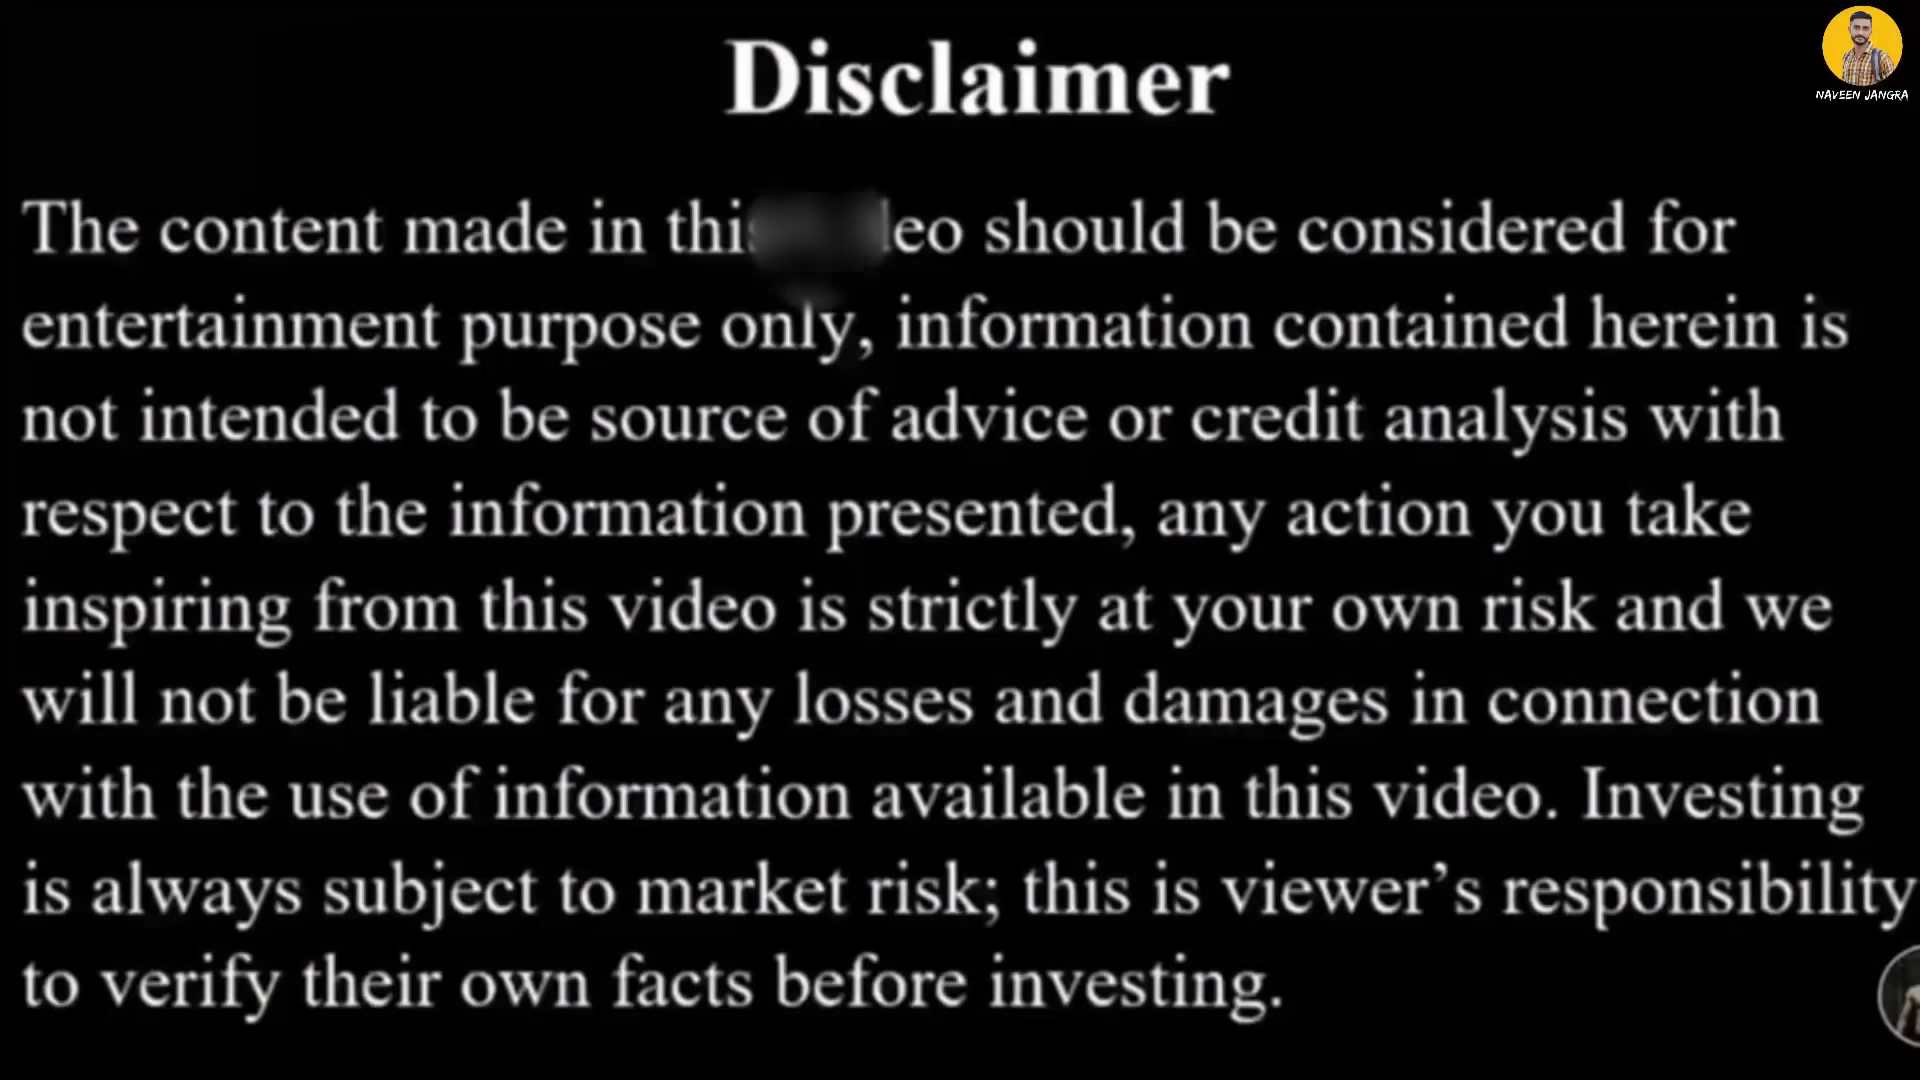 Disclaimer
NAVEEN JANGRA
The content made in this should be considered for
entertainment purpose only, information contained herein is
not intended to be source of advice or credit analysis with
respect to the information presented, any action you take
inspiring from this video is strictly at your own risk and we
will not be liable for any losses and damages in connection
with the use of information available in this video. Investing
is always subject to market risk; this is viewer’s responsibility
to verify their own facts before investing.